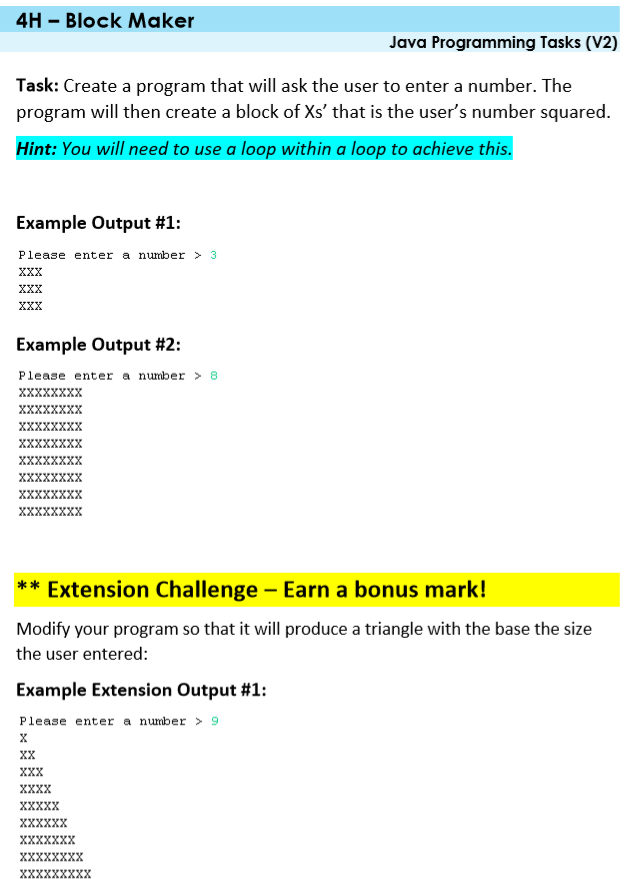 4H – Block Maker
Java Programming Tasks (V2)
Task: Create a program that will ask the user to enter a number. The
program will then create a block of Xs’ that is the user’s number squared.
Hint: You will need to use a loop within a loop to achieve this.
Example Output #1:
Please enter a number > 3
XXX
XXX
XXX
Example Output #2:
Please enter a number > 8
XXXXXXXX
XXXXXXXX
XXXXXXXX
XXXXXXXX
XXXXXXXX
XXXXXXXX
XXXXXXXX
XXXXXXXX
** Extension Challenge – Earn a bonus mark!
Modify your program so that it will produce a triangle with the base the size
the user entered:
Example Extension Output #1:
Please enter a number > 9
X
XX
XXX
XXXX
XXXXX
XXXXXX
XXXXXXX
XXXXXXXX
XXXXXXXXX